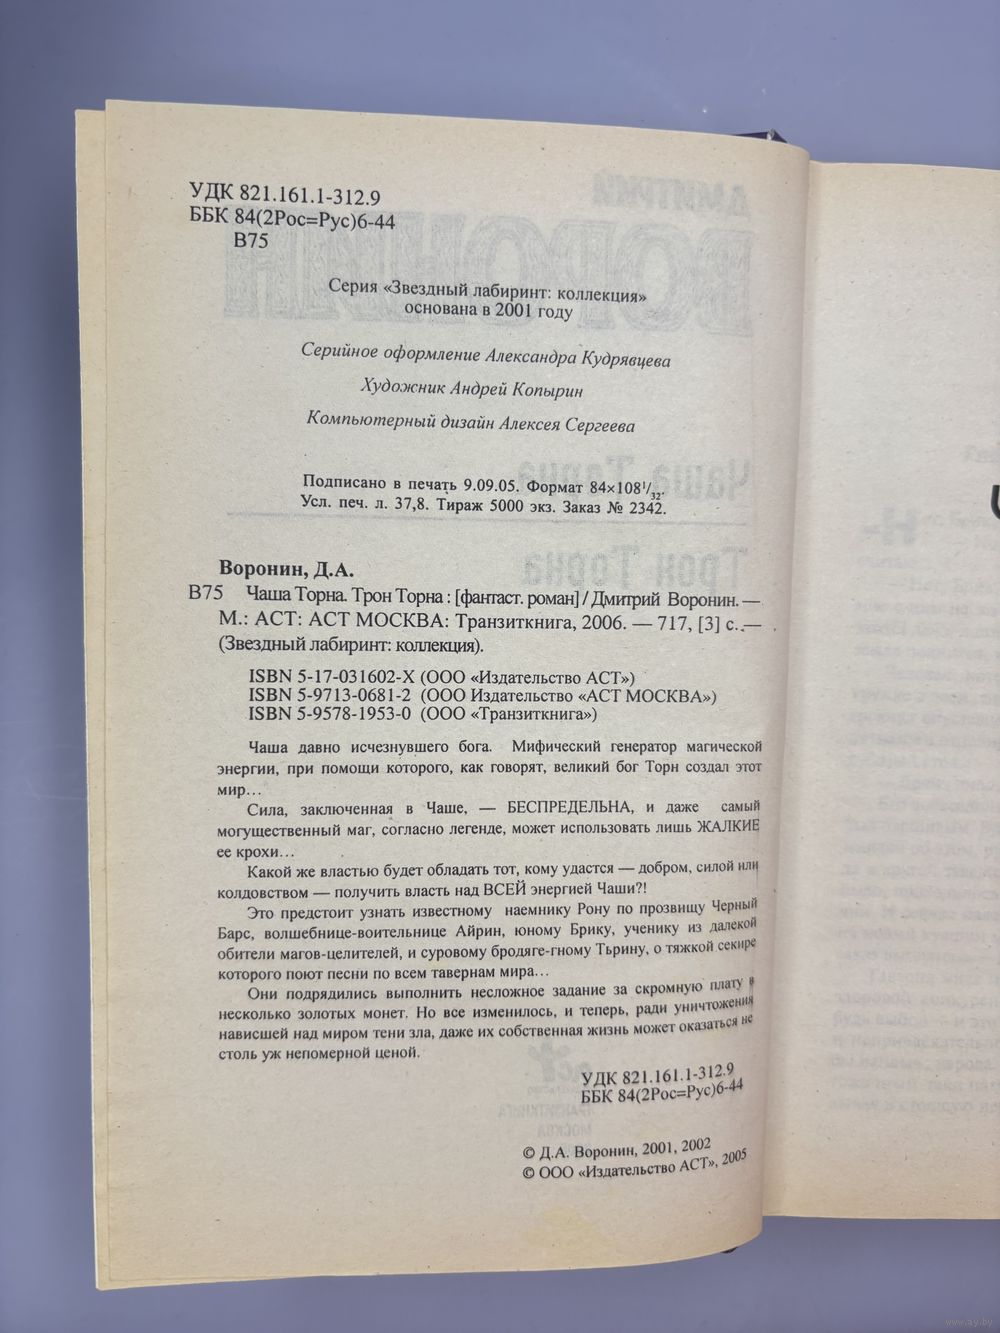 УДК 821.161.1-312.9
ББК 84(2Рос=Рус)6-44
В75
Серия «Звездный лабиринт: коллекция»
основана в 2001 году
Серийное оформление Александра Кудрявцева
Художник Андрей Копырин
Компьютерный дизайн Алексея Сергеева
Подписано в печать 9.09.05. Формат 84×108 1/32.
Усл. печ. л. 37,8. Тираж 5000 экз. Заказ № 2342.
Воронин, Д.А.
В75 Чаша Торна. Трон Торна : [фантаст. роман] / Дмитрий Воронин. —
М.: АСТ: АСТ МОСКВА: Транзиткнига, 2006. — 717, [3] с. —
(Звездный лабиринт: коллекция).
ISBN 5-17-031602-X (ООО «Издательство АСТ»)
ISBN 5-9713-0681-2 (ООО Издательство «АСТ МОСКВА»)
ISBN 5-9578-1953-0 (ООО «Транзиткнига»)
Чаша давно исчезнувшего бога. Мифический генератор магической
энергии, при помощи которого, как говорят, великий бог Торн создал этот
мир…
Сила, заключенная в Чаше, — БЕСПРЕДЕЛЬНА, и даже самый
могущественный маг, согласно легенде, может использовать лишь ЖАЛКИЕ
ее крохи…
Какой же властью будет обладать тот, кому удастся — добром, силой или
колдовством — получить власть над ВСЕЙ энергией Чаши?!
Это предстоит узнать известному наемнику Рону по прозвищу Черный
Барс, волшебнице-воительнице Айрин, юному Брику, ученику из далекой
обители магов-целителей, и суровому бродяге-гному Тьрину, о тяжкой секире
которого поют песни по всем тавернам мира…
Они подрядились выполнить несложное задание за скромную плату в
несколько золотых монет. Но все изменилось, и теперь, ради уничтожения
нависшей над миром тени зла, даже их собственная жизнь может оказаться не
столь уж непомерной ценой.
УДК 821.161.1-312.9
ББК 84(2Рос=Рус)6-44
© Д.А. Воронин, 2001, 2002
© ООО «Издательство АСТ», 2005
www.ay.by